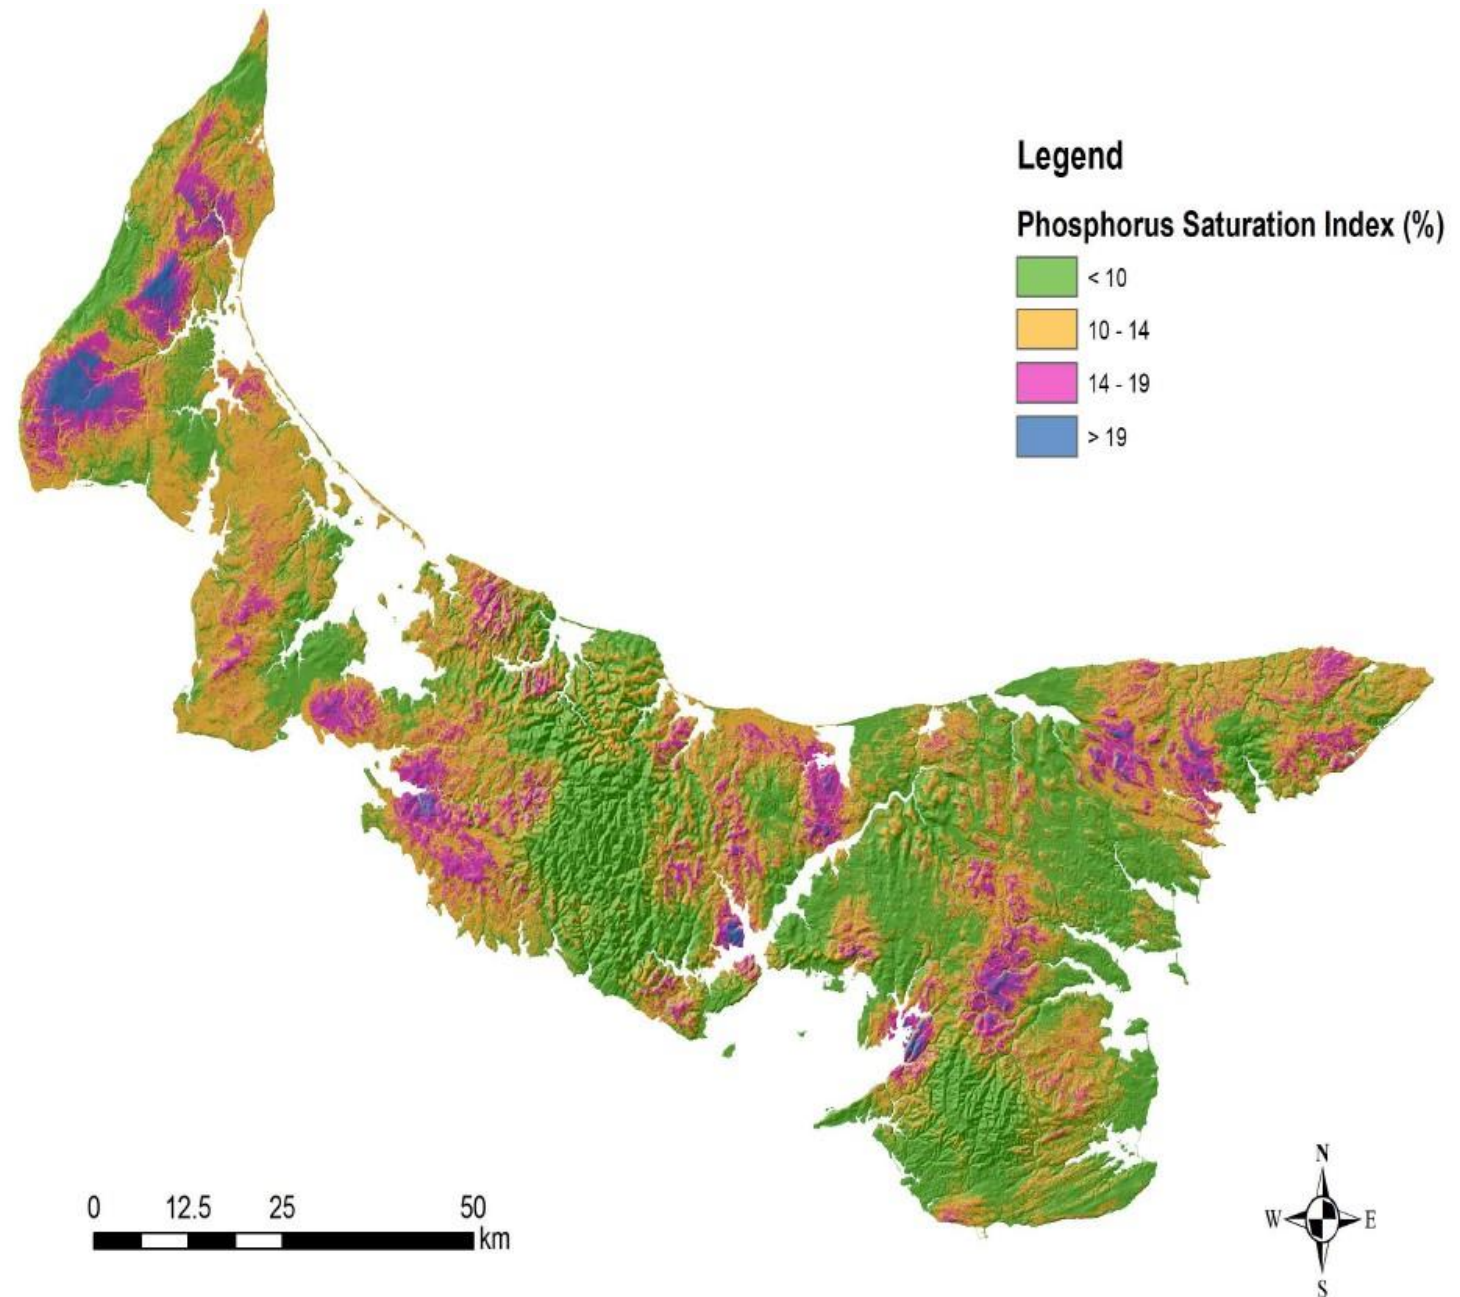 Legend
Phosphorus Saturation Index (%)
< 10
10 - 14
14 - 19
> 19
0 12.5 25 50
km
N
W E
S